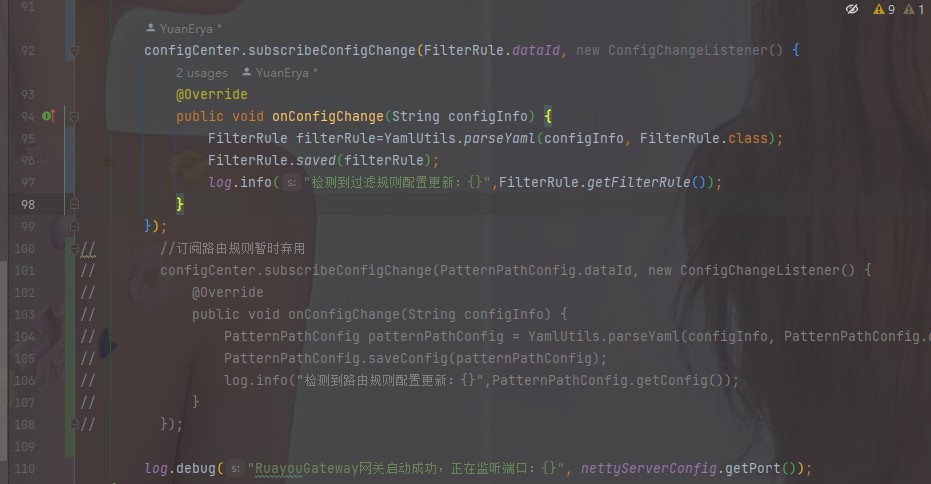 91
9 1
YuanErya *
92 configCenter.subscribeConfigChange(FilterRule.dataId, new ConfigChangeListener() {
2 usages YuanErya *
93 @Override
94 public void onConfigChange(String configInfo) {
95 FilterRule filterRule=YamlUtils.parseYaml(configInfo, FilterRule.class);
96 FilterRule.saved(filterRule);
97 log.info( s: "检测到过滤规则配置更新：{}",FilterRule.getFilterRule());
98 }
99 });
100 // //订阅路由规则暂时弃用
101 // configCenter.subscribeConfigChange(PatternPathConfig.dataId, new ConfigChangeListener() {
102 // @Override
103 // public void onConfigChange(String configInfo) {
104 // PatternPathConfig patternPathConfig = YamlUtils.parseYaml(configInfo, PatternPathConfig.
105 // PatternPathConfig.saveConfig(patternPathConfig);
106 // log.info("检测到路由规则配置更新：{}",PatternPathConfig.getConfig());
107 // }
108 // });
109
110 log.debug( s: "RuayouGateway网关启动成功，正在监听端口：{}", nettyServerConfig.getPort());